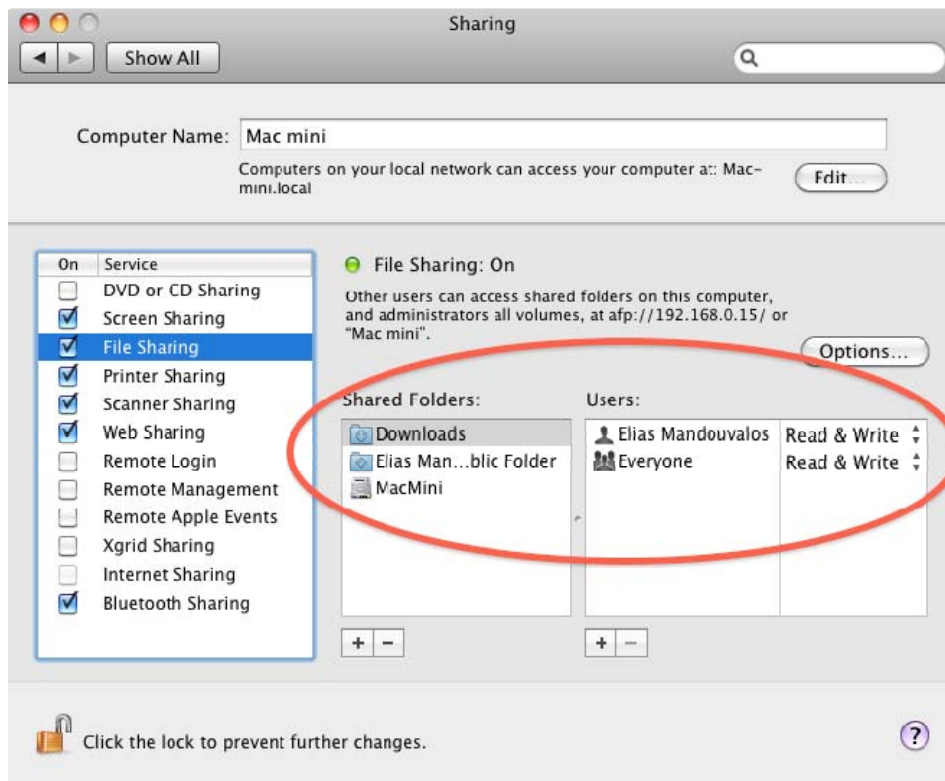 Sharing
Show All
Computer Name: Mac mini
Computers on your local network can access your computer at: Mac-
mini.local
Edit...
On Service
DVD or CD Sharing
Screen Sharing
File Sharing
Printer Sharing
Scanner Sharing
Web Sharing
Remote Login
Remote Management
Remote Apple Events
Xgrid Sharing
Internet Sharing
Bluetooth Sharing
File Sharing: On
Other users can access shared folders on this computer,
and administrators all volumes, at afp://192.168.0.15/ or
“Mac mini”.
Options...
Shared Folders:
Downloads
Elias Man...blic Folder
MacMini
+ −
Users:
Elias Mandouvalos Read & Write
Everyone Read & Write
+ −
Click the lock to prevent further changes.
?